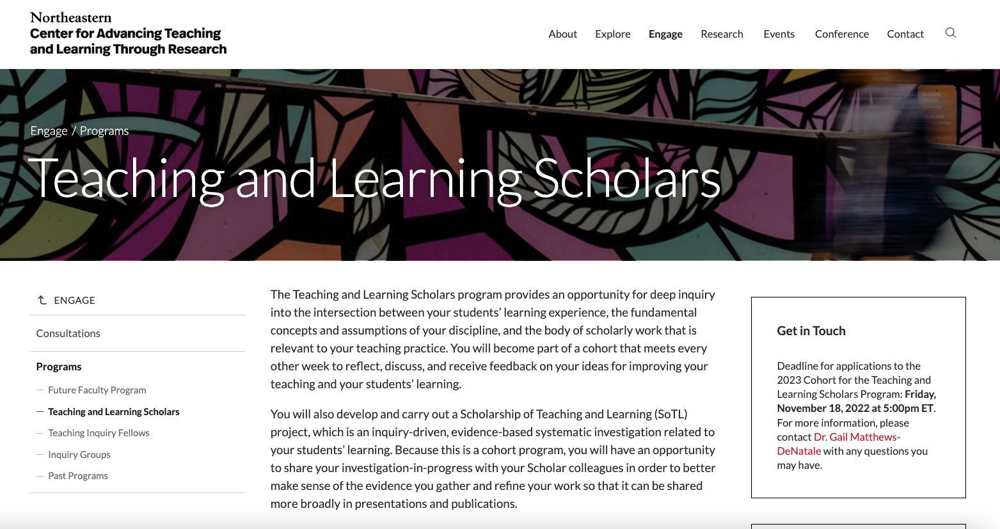 Northeastern
Center for Advancing Teaching
and Learning Through Research
About Explore Engage Research Events Conference Contact
Engage / Programs
Teaching and Learning Scholars
ENGAGE
Consultations
Programs
Future Faculty Program
Teaching and Learning Scholars
Teaching Inquiry Fellows
Inquiry Groups
Past Programs
The Teaching and Learning Scholars program provides an opportunity for deep inquiry
into the intersection between your students’ learning experience, the fundamental
concepts and assumptions of your discipline, and the body of scholarly work that is
relevant to your teaching practice. You will become part of a cohort that meets every
other week to reflect, discuss, and receive feedback on your ideas for improving your
teaching and your students’ learning.
You will also develop and carry out a Scholarship of Teaching and Learning (SoTL)
project, which is an inquiry-driven, evidence-based systematic investigation related to
your students’ learning. Because this is a cohort program, you will have an opportunity
to share your investigation-in-progress with your Scholar colleagues in order to better
make sense of the evidence you gather and refine your work so that it can be shared
more broadly in presentations and publications.
Get in Touch
Deadline for applications to the
2023 Cohort for the Teaching and
Learning Scholars Program: Friday,
November 18, 2022 at 5:00pm ET.
For more information, please
contact Dr. Gail Matthews-
DeNatale with any questions you
may have.